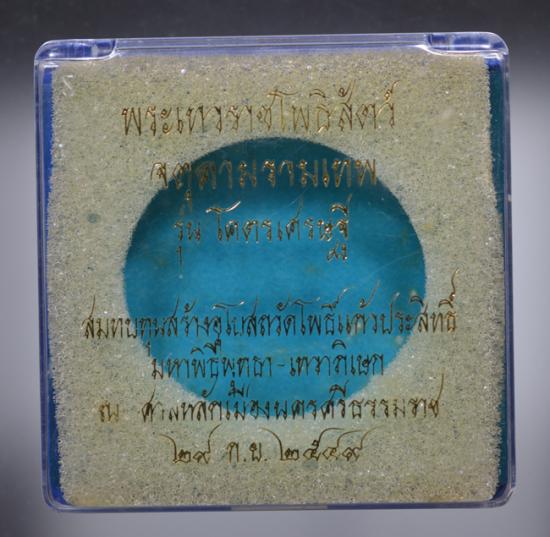 พระเทวราชโพธิสัตว์
จตุคามรามเทพ
รุ่น โคตรเศรษฐี
สมทบทุนสร้างอุโบสถวัดโพธิ์แก้วประสิทธิ์
มหาพิธีพุทธา-เทวาภิเษก
ณ ศาลหลักเมืองนครศรีธรรมราช
๒๙ ก.ย. ๒๕๔๙